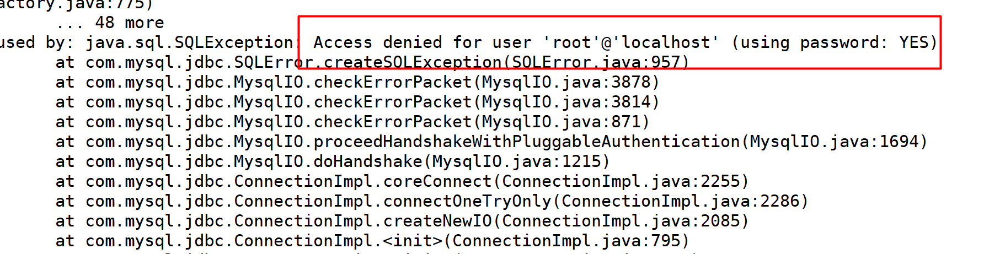 actory.java:775)
... 48 more
used by: java.sql.SQLException: Access denied for user 'root'@'localhost' (using password: YES)
at com.mysql.jdbc.SQLError.createSQLException(SQLError.java:957)
at com.mysql.jdbc.MysqlIO.checkErrorPacket(MysqlIO.java:3878)
at com.mysql.jdbc.MysqlIO.checkErrorPacket(MysqlIO.java:3814)
at com.mysql.jdbc.MysqlIO.checkErrorPacket(MysqlIO.java:871)
at com.mysql.jdbc.MysqlIO.proceedHandshakeWithPluggableAuthentication(MysqlIO.java:1694)
at com.mysql.jdbc.MysqlIO.doHandshake(MysqlIO.java:1215)
at com.mysql.jdbc.ConnectionImpl.coreConnect(ConnectionImpl.java:2255)
at com.mysql.jdbc.ConnectionImpl.connectOneTryOnly(ConnectionImpl.java:2286)
at com.mysql.jdbc.ConnectionImpl.createNewIO(ConnectionImpl.java:2085)
at com.mysql.jdbc.ConnectionImpl.<init>(ConnectionImpl.java:795)